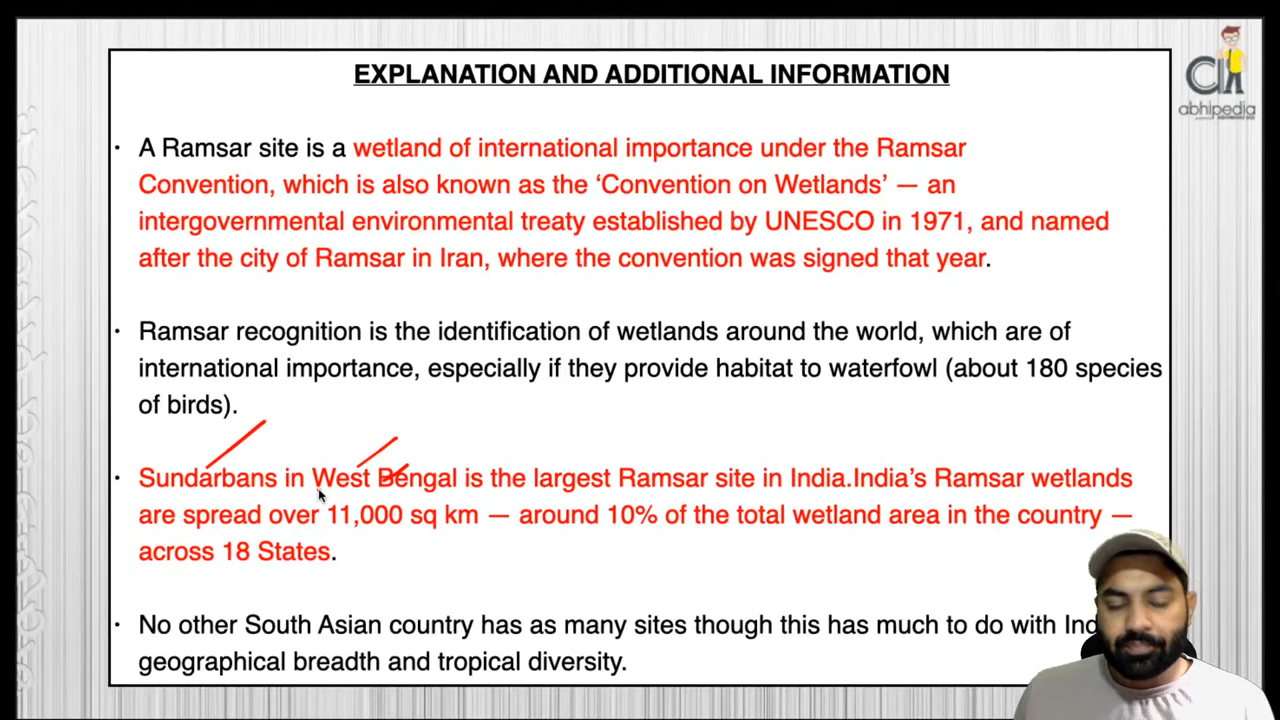 EXPLANATION AND ADDITIONAL INFORMATION
abhipedia
• A Ramsar site is a wetland of international importance under the Ramsar
Convention, which is also known as the ‘Convention on Wetlands’ — an
intergovernmental environmental treaty established by UNESCO in 1971, and named
after the city of Ramsar in Iran, where the convention was signed that year.
• Ramsar recognition is the identification of wetlands around the world, which are of
international importance, especially if they provide habitat to waterfowl (about 180 species
of birds).
• Sundarbans in West Bengal is the largest Ramsar site in India.India’s Ramsar wetlands
are spread over 11,000 sq km — around 10% of the total wetland area in the country —
across 18 States.
• No other South Asian country has as many sites though this has much to do with Ind
geographical breadth and tropical diversity.